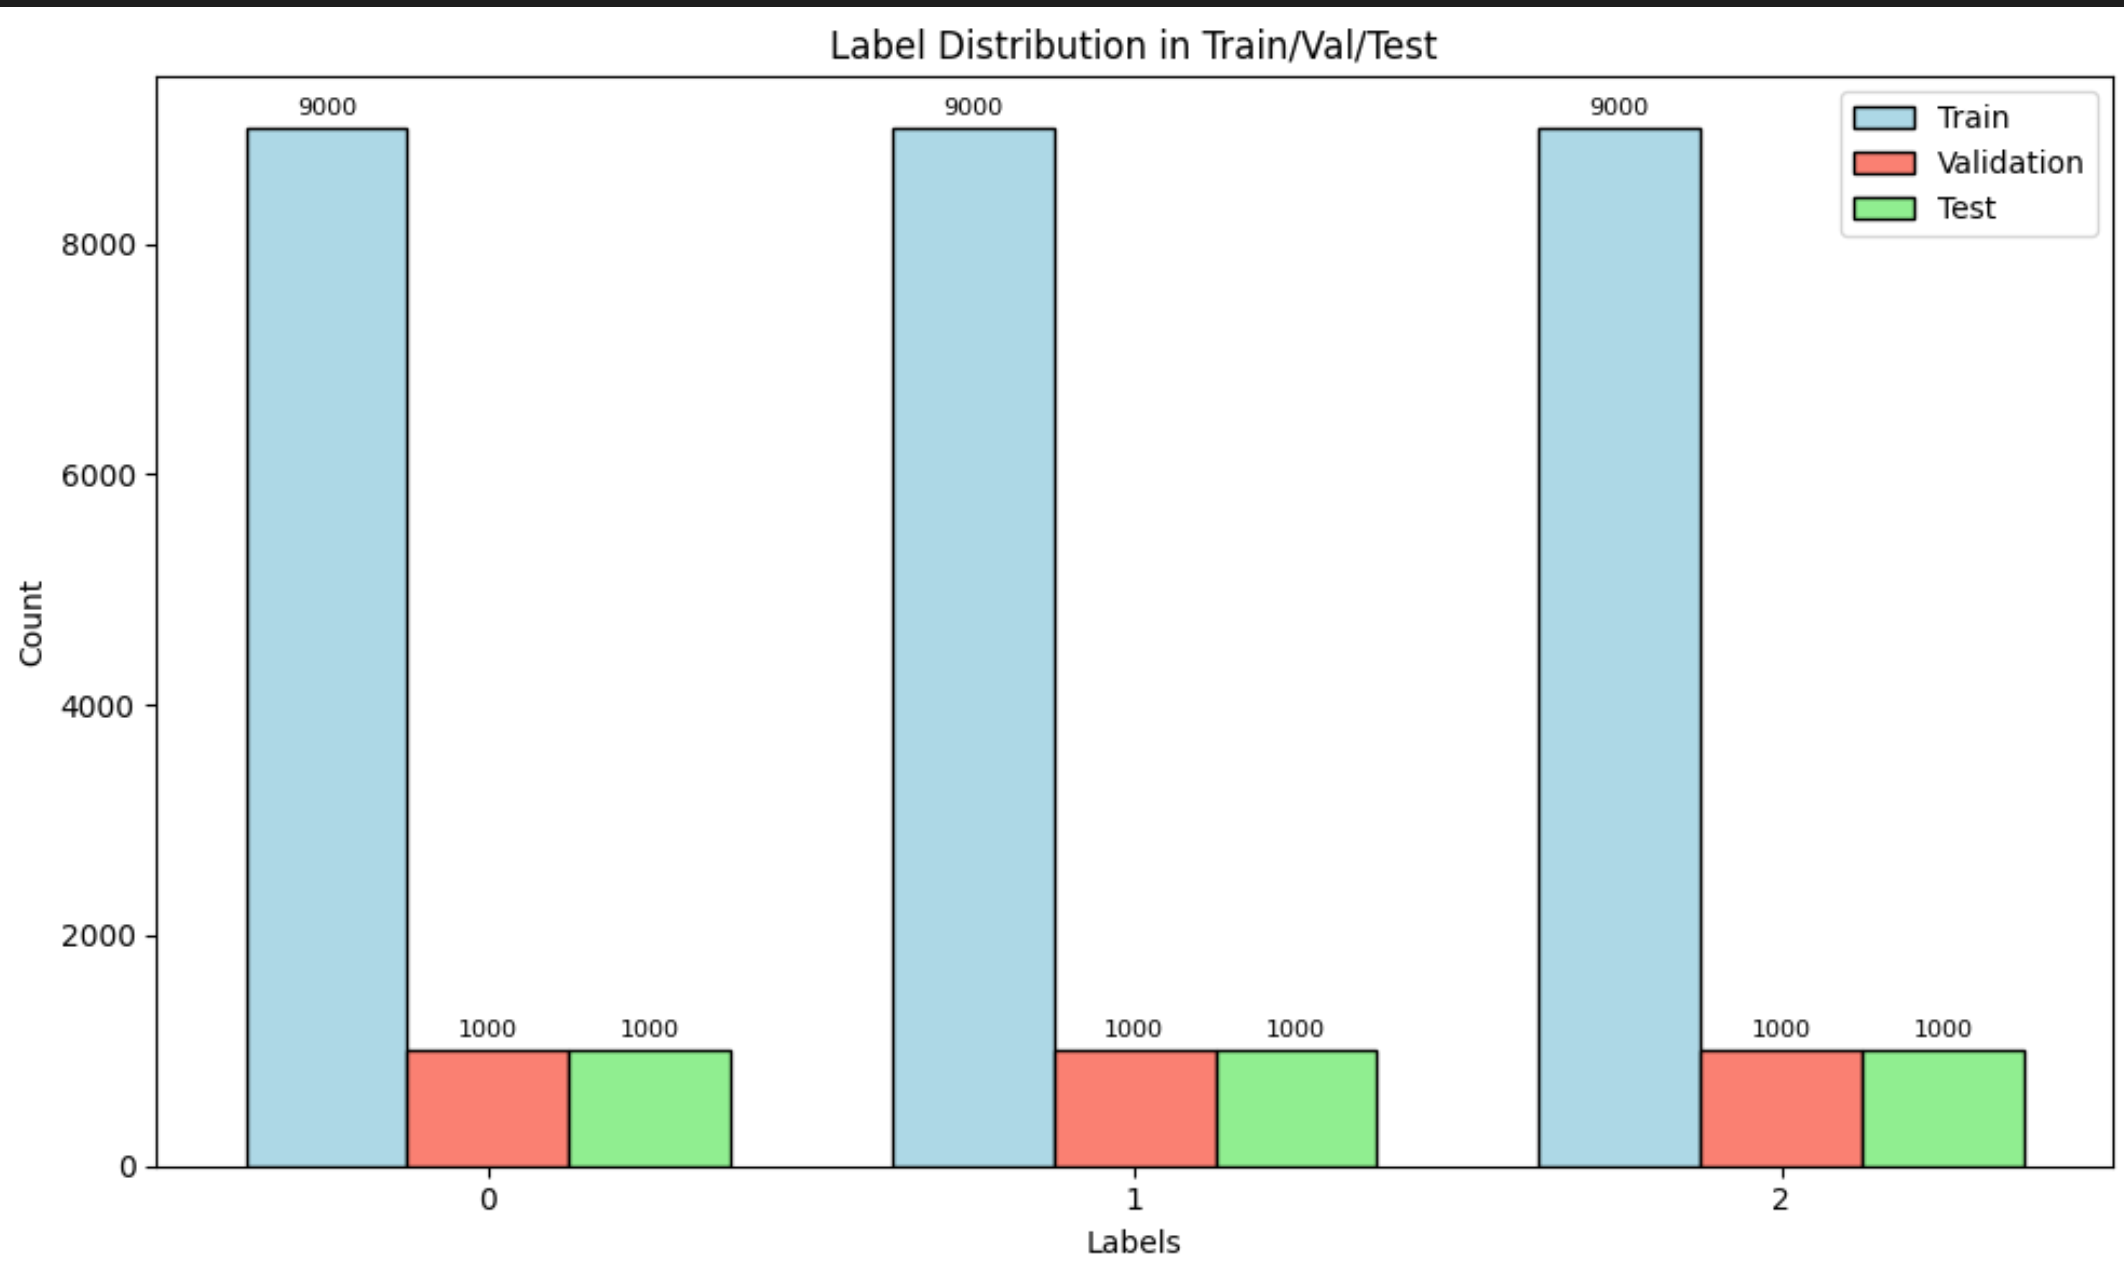 Label Distribution in Train/Val/Test
9000 9000 9000
Train
Validation
Test
8000
6000
4000
2000
0
Count
1000 1000 1000 1000 1000 1000
0 1 2
Labels